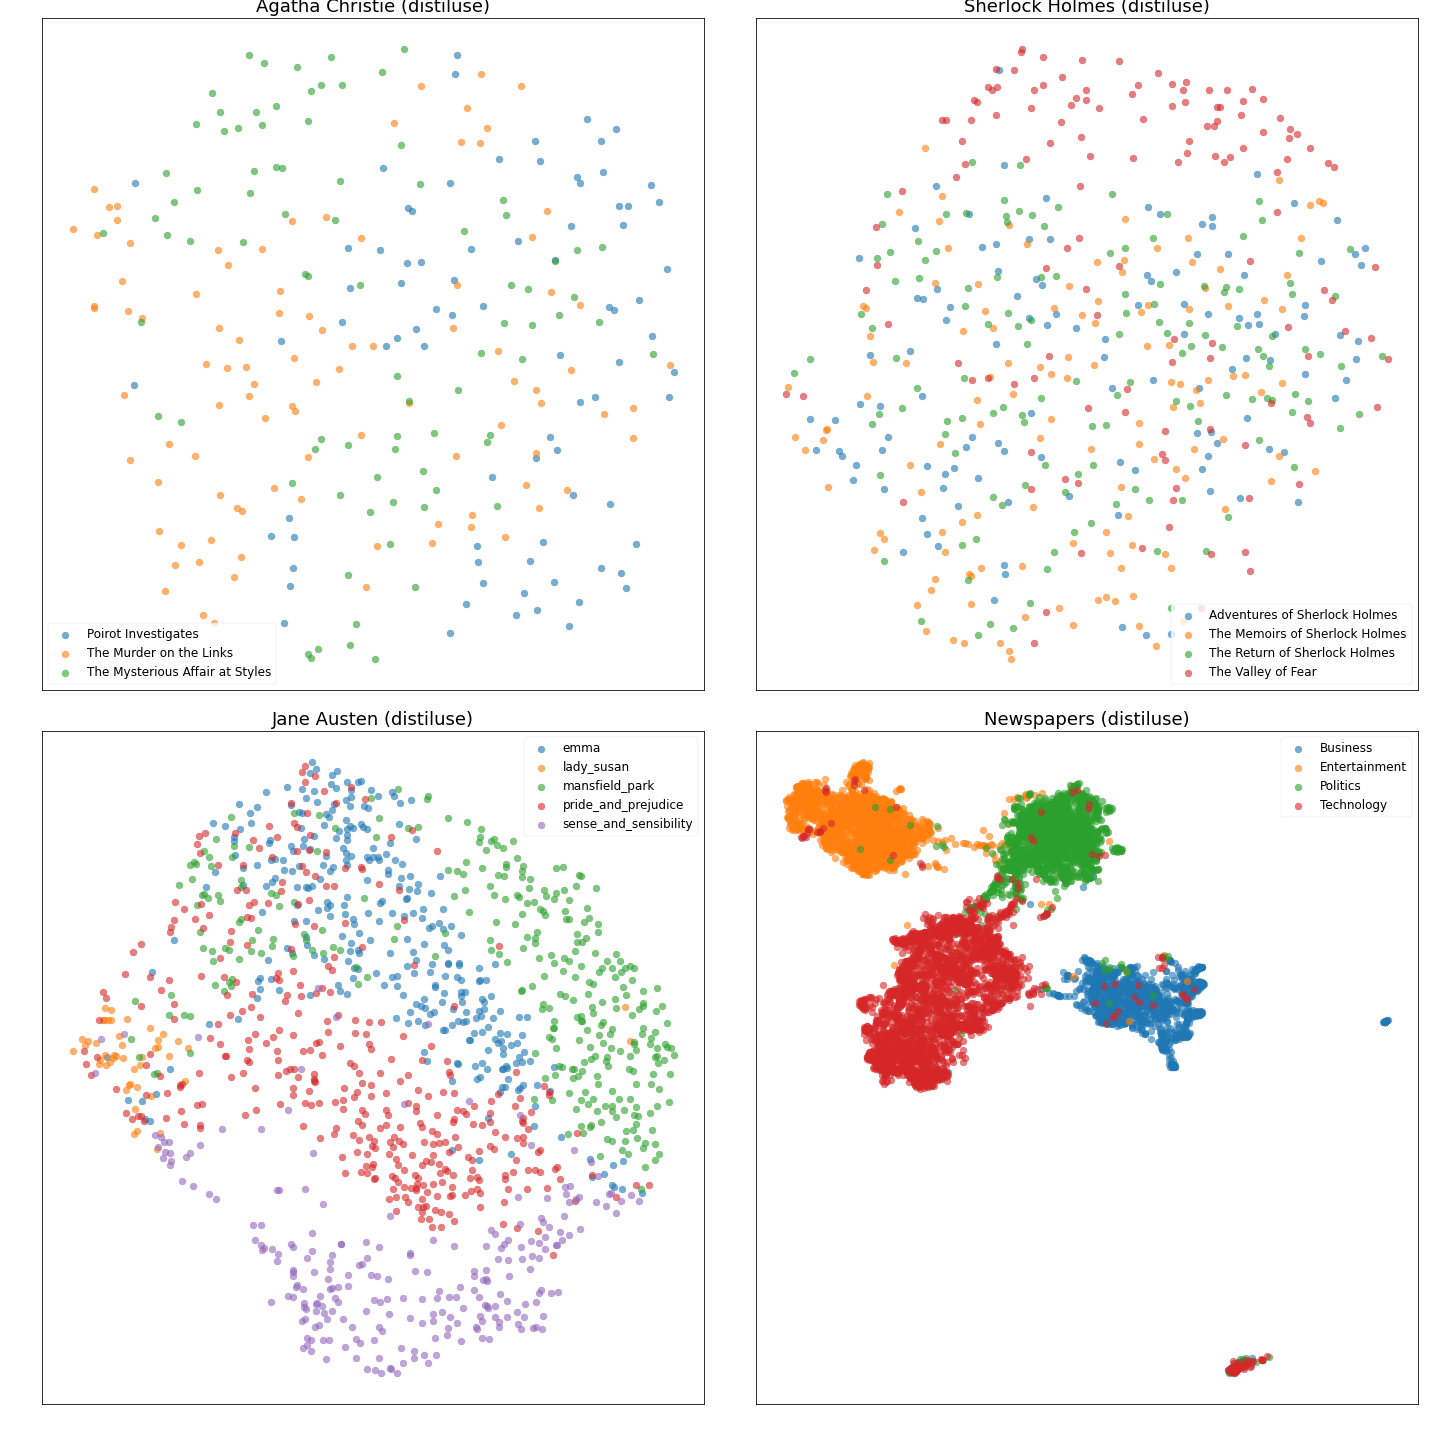 Agatha Christie (distiluse)
Poirot Investigates
The Murder on the Links
The Mysterious Affair at Styles
Sherlock Holmes (distiluse)
Adventures of Sherlock Holmes
The Memoirs of Sherlock Holmes
The Return of Sherlock Holmes
The Valley of Fear
Jane Austen (distiluse)
emma
lady_susan
mansfield_park
pride_and_prejudice
sense_and_sensibility
Newspapers (distiluse)
Business
Entertainment
Politics
Technology